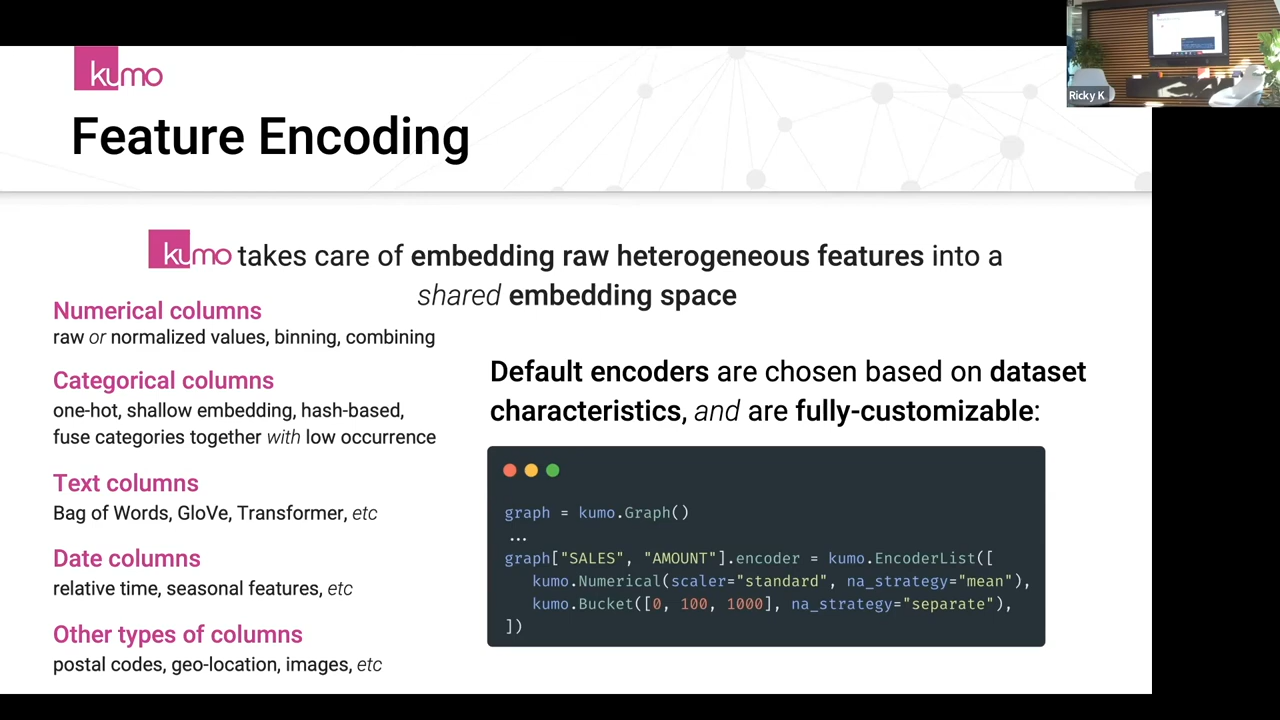 kumo
Ricky K
Feature Encoding
kumo takes care of embedding raw heterogeneous features into a
shared embedding space
Numerical columns
raw or normalized values, binning, combining
Categorical columns
one-hot, shallow embedding, hash-based,
fuse categories together with low occurrence
Text columns
Bag of Words, GloVe, Transformer, etc
Date columns
relative time, seasonal features, etc
Other types of columns
postal codes, geo-location, images, etc
Default encoders are chosen based on dataset
characteristics, and are fully-customizable:
graph = kumo.Graph()
...
graph["SALES", "AMOUNT"].encoder = kumo.EncoderList([
kumo.Numerical(scaler="standard", na_strategy="mean"),
kumo.Bucket([0, 100, 1000], na_strategy="separate"),
])